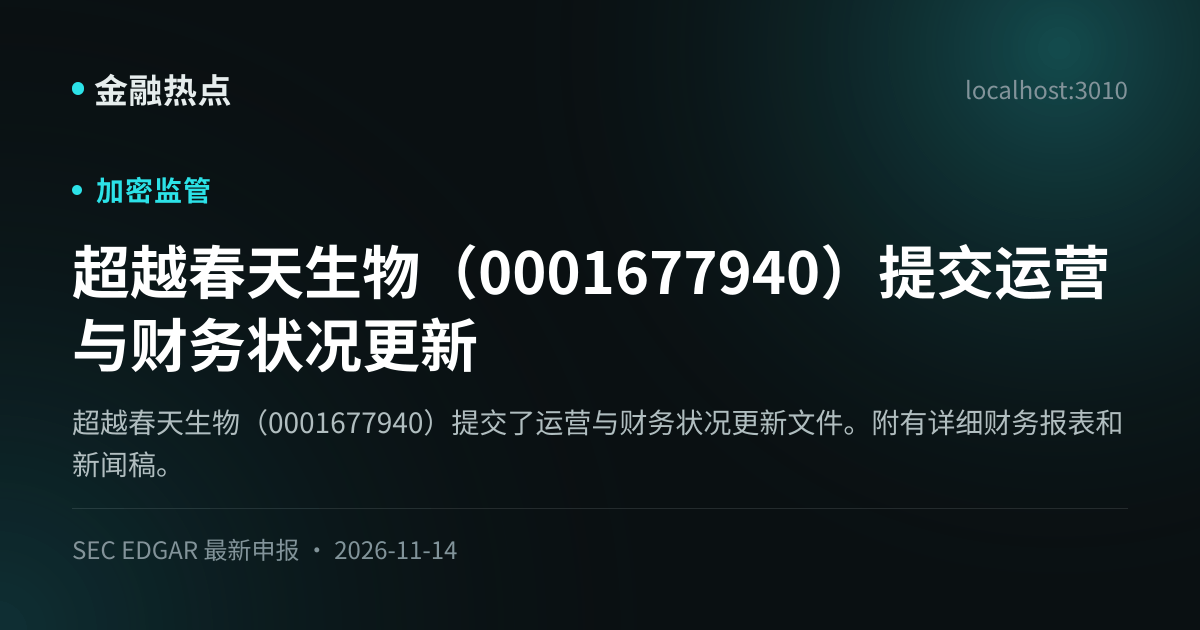 金融热点
localhost:3010
加密监管
超越春天生物（0001677940）提交运营
与财务状况更新
超越春天生物（0001677940）提交了运营与财务状况更新文件。附有详细财务报表和
新闻稿。
SEC EDGAR 最新申报 · 2026-11-14